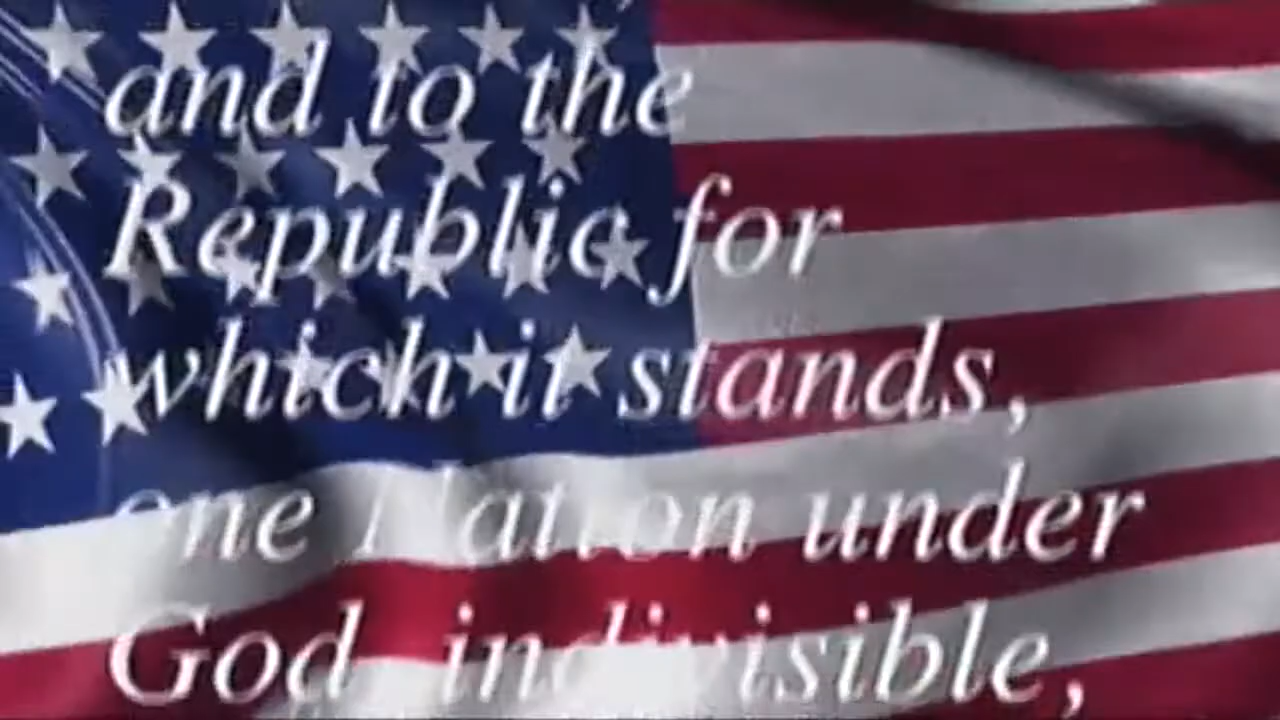 and to the
Republic for
which it stands,
one Nation under
God, indivisible,